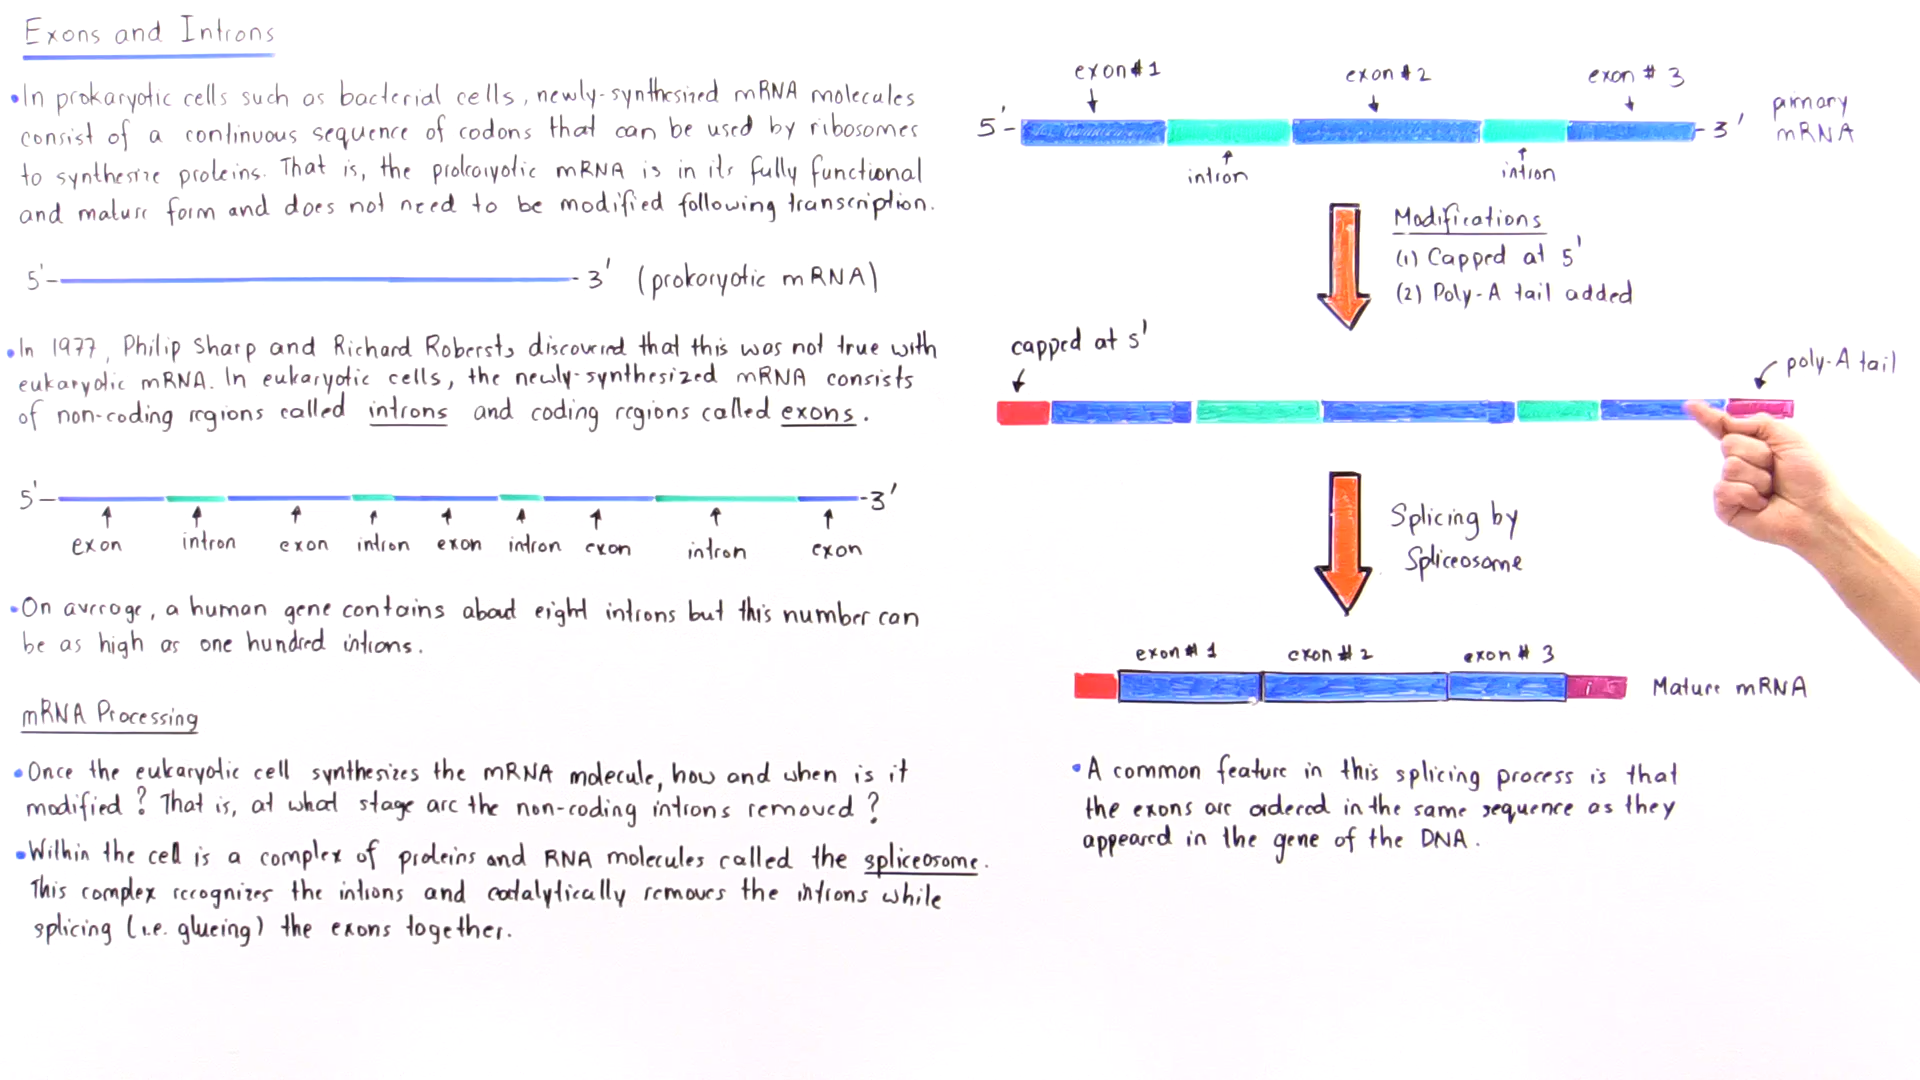 Exons and Introns
• In prokaryotic cells such as bacterial cells, newly-synthesized mRNA molecules
consist of a continuous sequence of codons that can be used by ribosomes
to synthesize proteins. That is, the prokaryotic mRNA is in its fully functional
and mature form and does not need to be modified following transcription.
5' 3' (prokaryotic mRNA)
• In 1977, Philip Sharp and Richard Robersts discovered that this was not true with
eukaryotic mRNA. In eukaryotic cells, the newly-synthesized mRNA consists
of non-coding regions called introns and coding regions called exons.
5' 3'
exon intron exon intron exon intron exon intron exon
• On average, a human gene contains about eight introns but this number can
be as high as one hundred introns.
mRNA Processing
• Once the eukaryotic cell synthesizes the mRNA molecule, how and when is it
modified? That is, at what stage are the non-coding introns removed?
• Within the cell is a complex of proteins and RNA molecules called the spliceosome.
This complex recognizes the introns and catalytically removes the introns while
splicing (i.e. glueing) the exons together.
exon #1 exon #2 exon # 3
5' 3' primary
mRNA
intron intron
Modifications
(1) Capped at 5'
(2) Poly-A tail added
capped at 5'
poly-A tail
Splicing by
Spliceosome
exon # 1 exon # 2 exon # 3
Mature mRNA
• A common feature in this splicing process is that
the exons are ordered in the same sequence as they
appeared in the gene of the DNA.